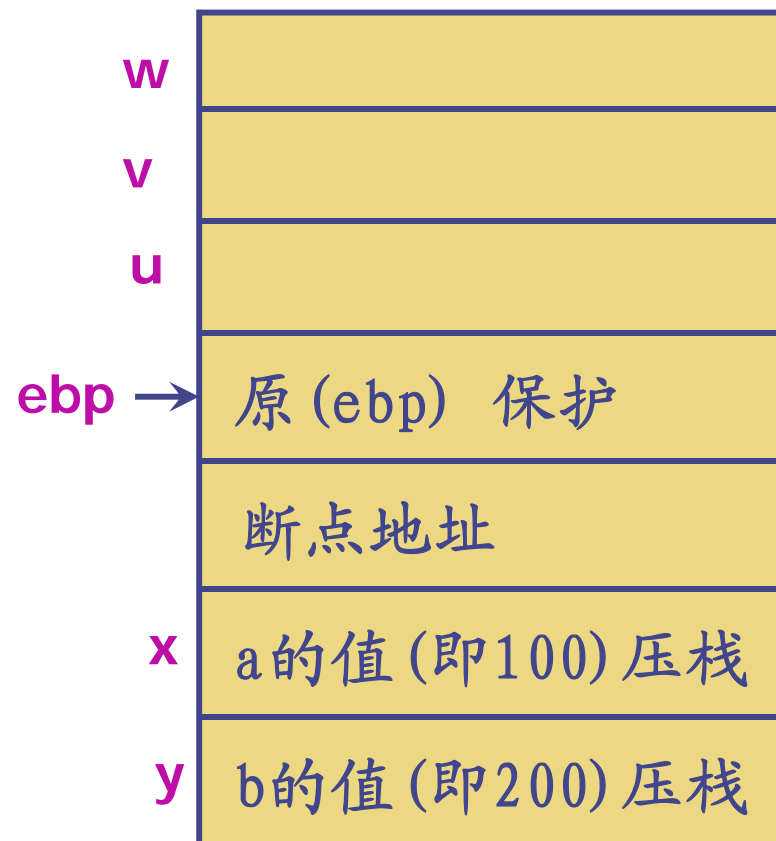 w
v
u
ebp 原(ebp) 保护
断点地址
x a的值(即100)压栈
y b的值(即200)压栈